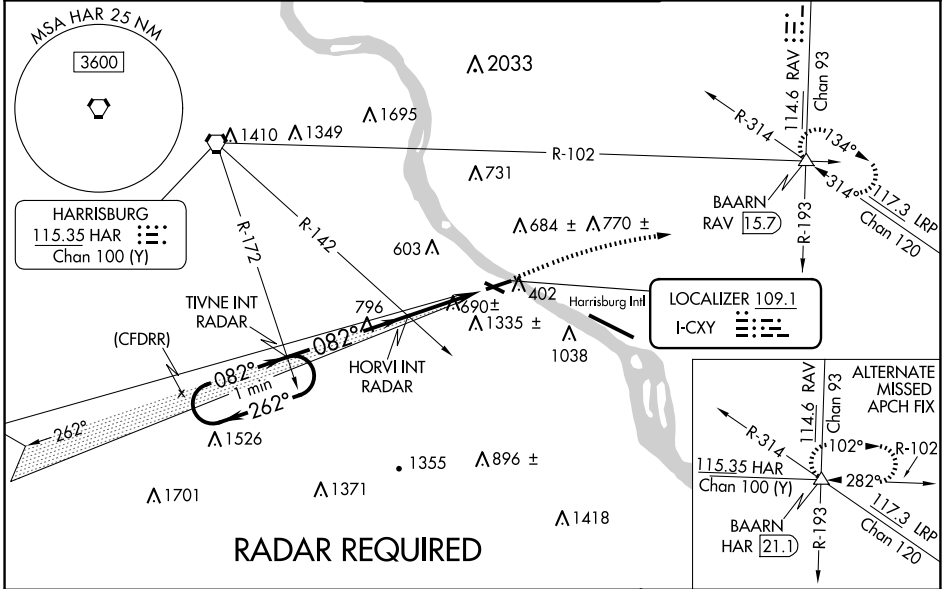 MSA HAR 25 NM
3600
HARRISBURG
115.35 HAR
Chan 100 (Y)
1410
1349
1695
2033
731
684 ±
770 ±
603
R-102
R-172
R-142
114.6 RAV
Chan 93
R-314
134°
314°
117.3 LRP
Chan 120
BAARN
RAV 15.7
R-193
TIVNE INT
RADAR
796
690±
402
Harrisburg Intl
LOCALIZER 109.1
I-CXY
(CFDRR)
082°
082°
1 min
262°
262°
HORVI INT
RADAR
1335 ±
1038
1526
1355
896 ±
1701
1371
1418
RADAR REQUIRED
ALTERNATE
MISSED
APCH FIX
114.6 RAV
Chan 93
R-314
102°
R-102
115.35 HAR
Chan 100 (Y)
282°
BAARN
HAR 21.1
R-193
117.3 LRP
Chan 120